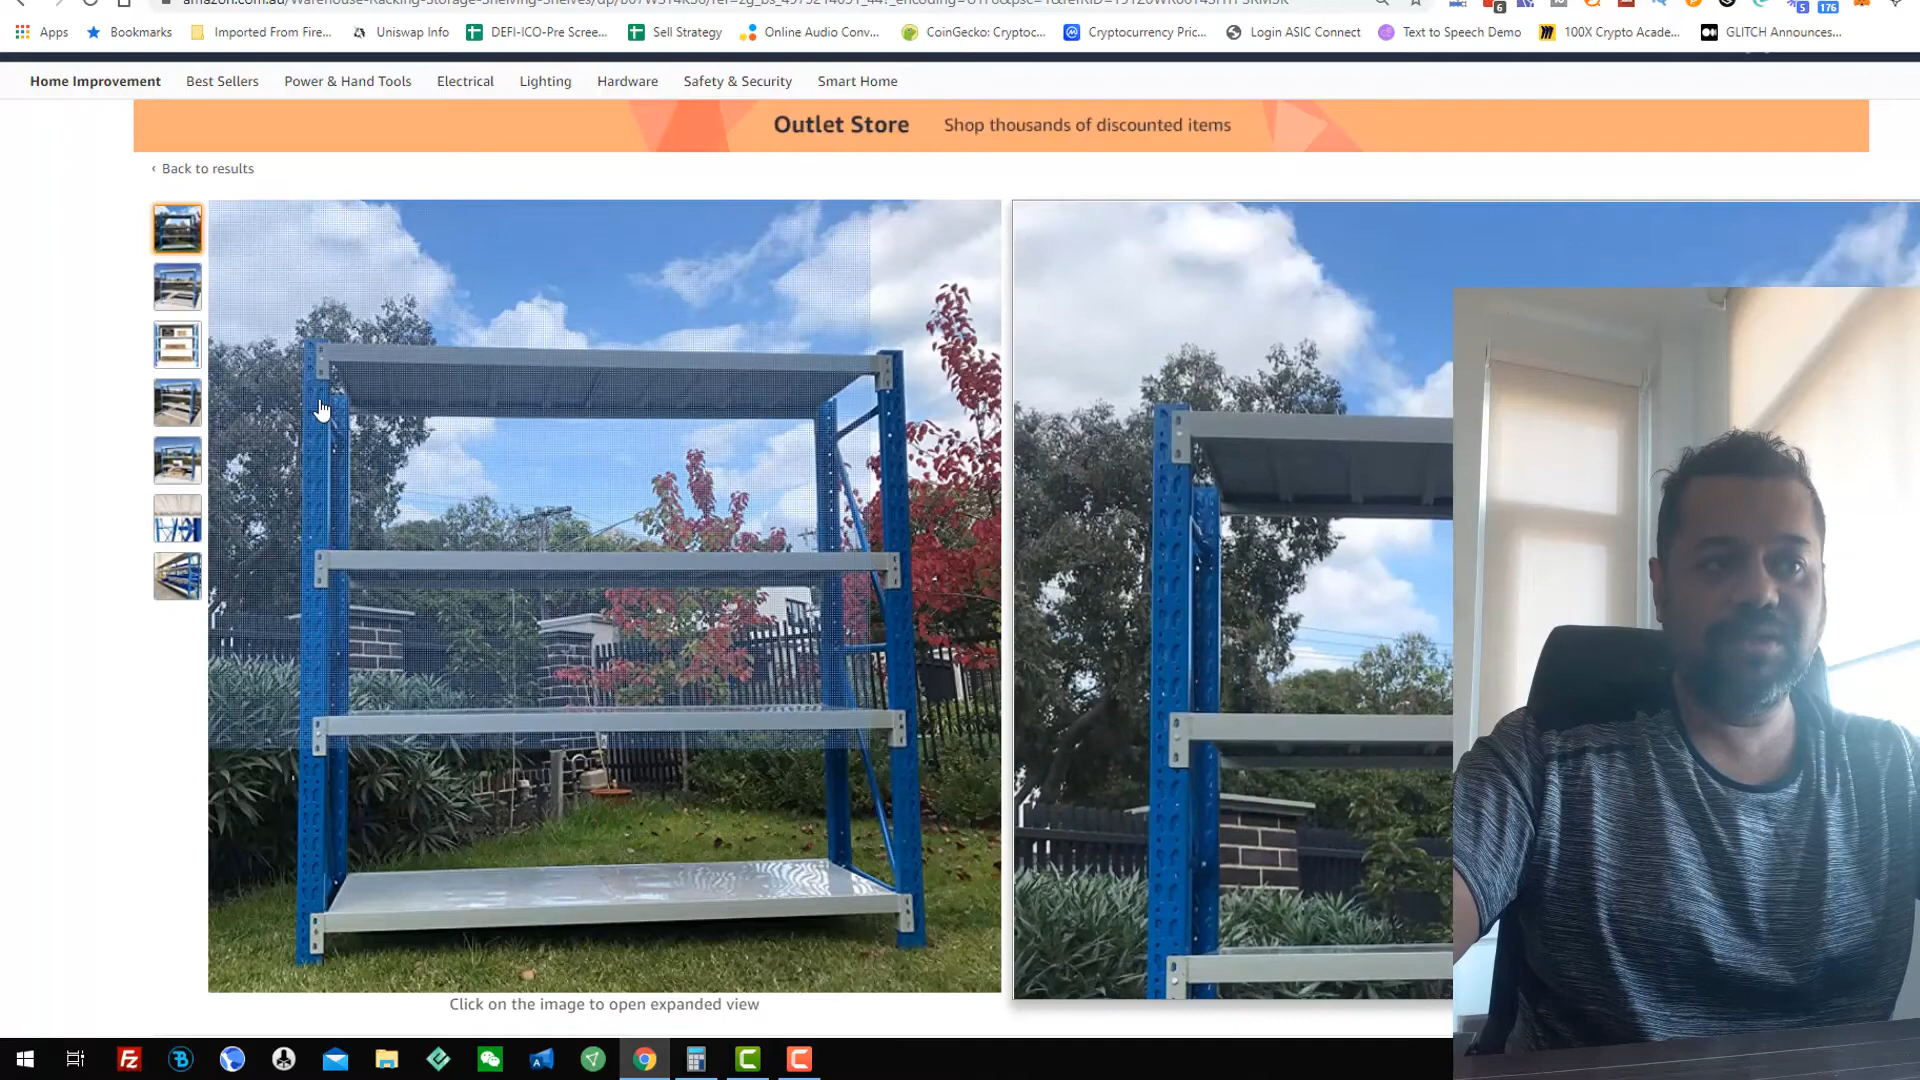 Apps
Bookmarks
Imported From Fire...
Uniswap Info
DEFI-ICO-Pre Scree...
Sell Strategy
Online Audio Conv...
CoinGecko: Cryptoc...
Cryptocurrency Pric...
Login ASIC Connect
Text to Speech Demo
100X Crypto Acade...
GLITCH Announces...
6
5
176
Home Improvement
Best Sellers
Power & Hand Tools
Electrical
Lighting
Hardware
Safety & Security
Smart Home
Outlet Store
Shop thousands of discounted items
‹ Back to results
Click on the image to open expanded view